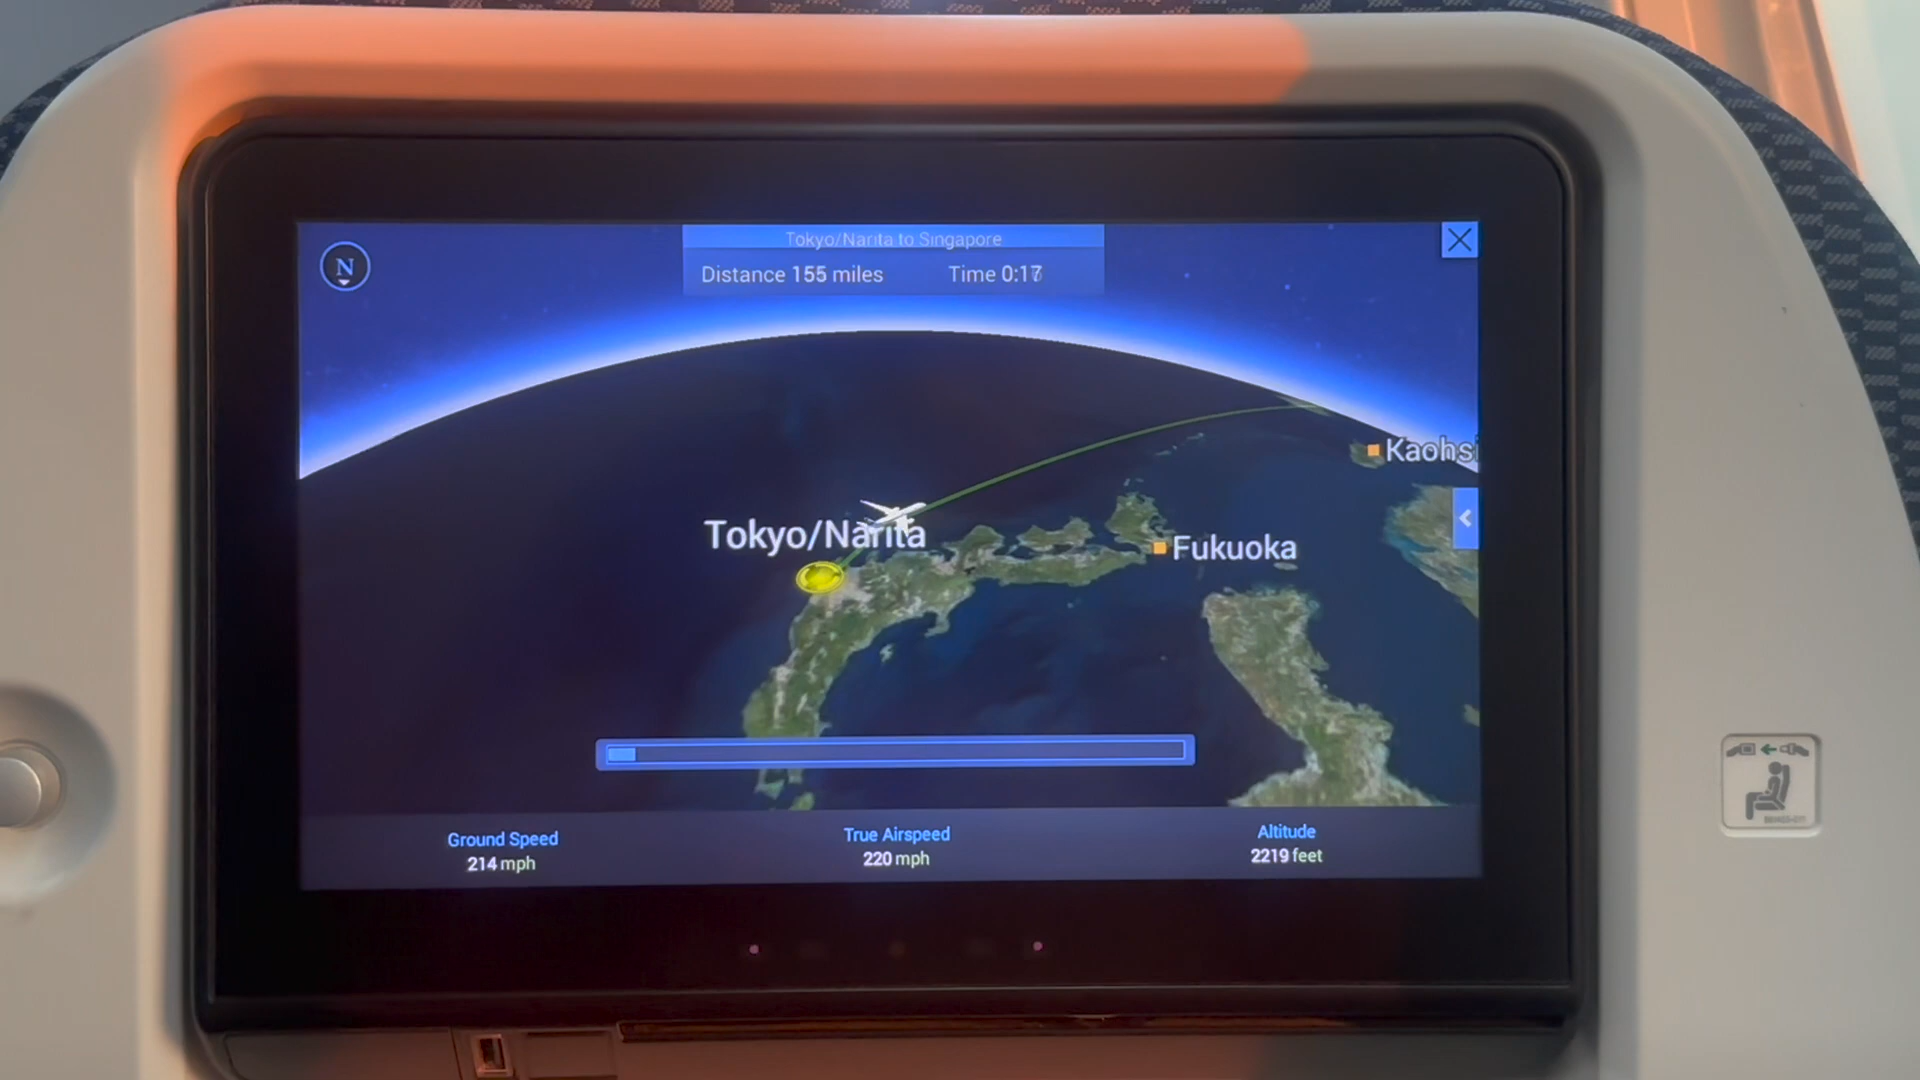 N
Tokyo/Narita to Singapore
Distance 155 miles Time 0:17
Kaohsi
Tokyo/Narita
Fukuoka
Ground Speed
214 mph
True Airspeed
220 mph
Altitude
2219 feet